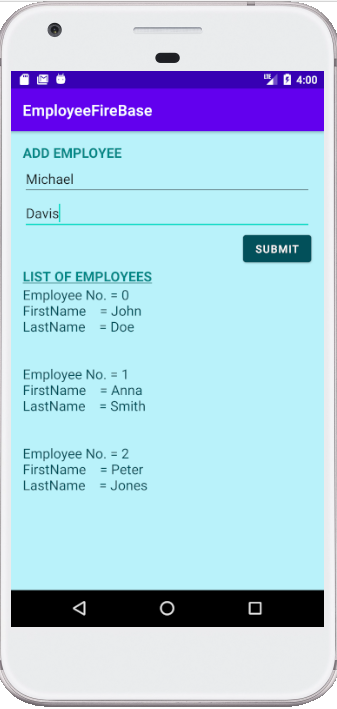 LTE 4:00
EmployeeFireBase
ADD EMPLOYEE
Michael
Davis
SUBMIT
LIST OF EMPLOYEES
Employee No. = 0
FirstName = John
LastName = Doe
Employee No. = 1
FirstName = Anna
LastName = Smith
Employee No. = 2
FirstName = Peter
LastName = Jones